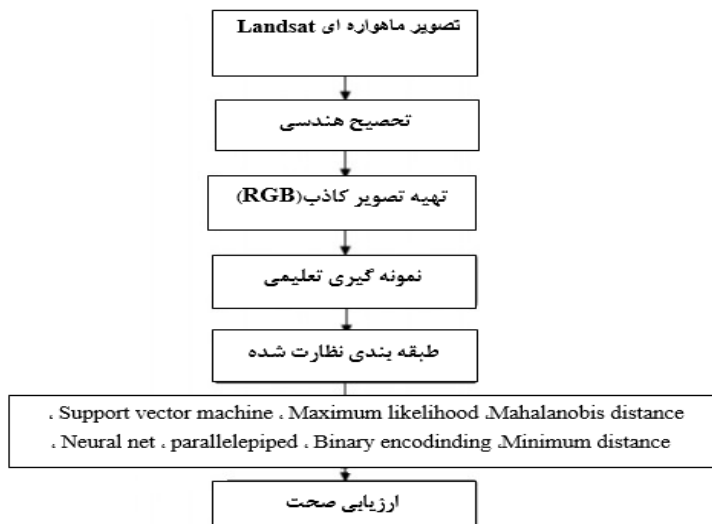 تصویر ماهواره ای Landsat
تحصیح هندسی
تهیه تصویر کاذب(RGB)
نمونه گیری تعلیمی
طبقه بندی نظارت شده
، Support vector machine ، Maximum likelihood .Mahalanobis distance
، Neural net ، parallelepiped ، Binary encodinding .Minimum distance
ارزیابی صحت